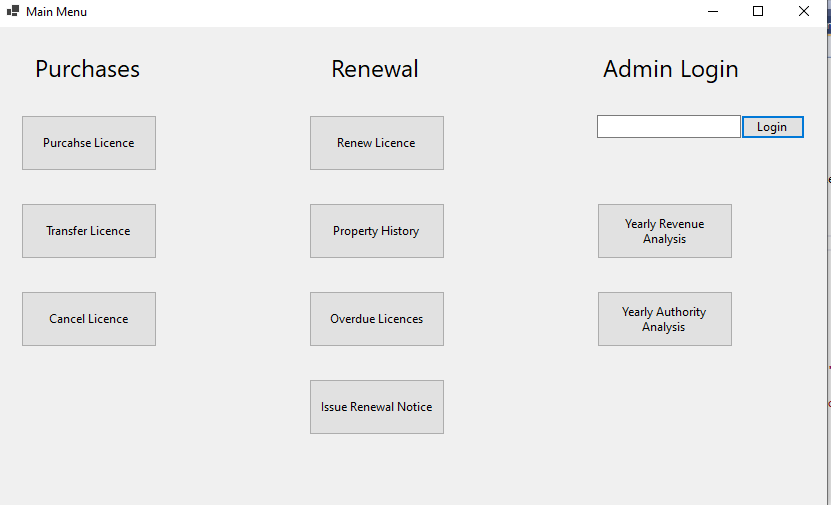 Main Menu
Purchases
Renewal
Admin Login
Purcahse Licence
Renew Licence
Login
Transfer Licence
Property History
Yearly Revenue
Analysis
Cancel Licence
Overdue Licences
Yearly Authority
Analysis
Issue Renewal Notice